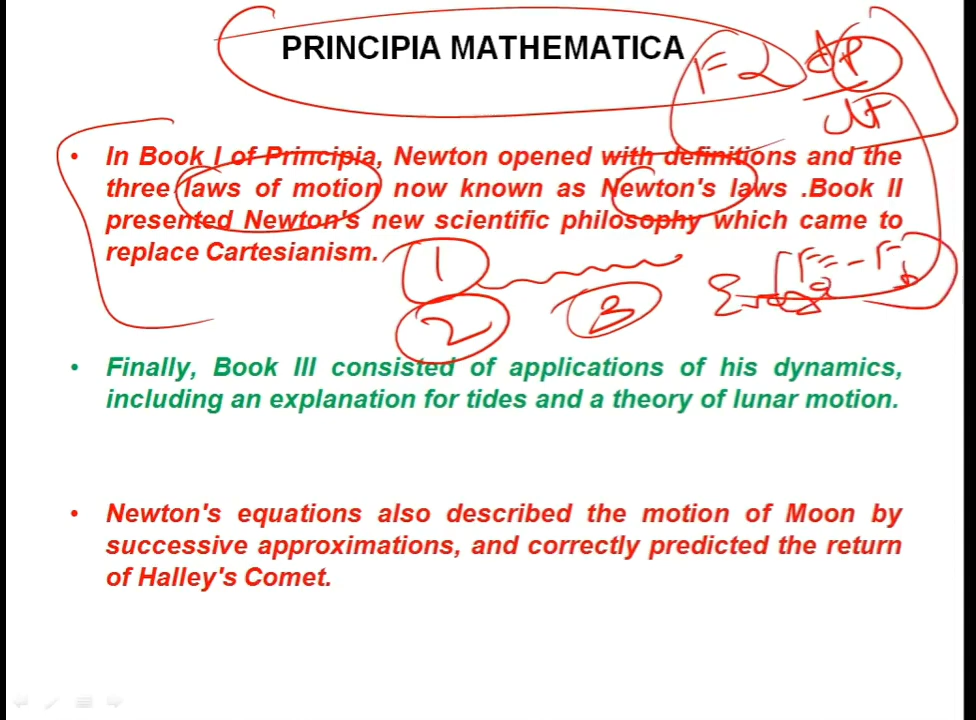 PRINCIPIA MATHEMATICA
F = d dp
dt
• In Book I of Principia, Newton opened with definitions and the
three laws of motion now known as Newton's laws .Book II
presented Newton's new scientific philosophy which came to
replace Cartesianism.
1
2
3
• Finally, Book III consisted of applications of his dynamics,
including an explanation for tides and a theory of lunar motion.
• Newton's equations also described the motion of Moon by
successive approximations, and correctly predicted the return
of Halley's Comet.